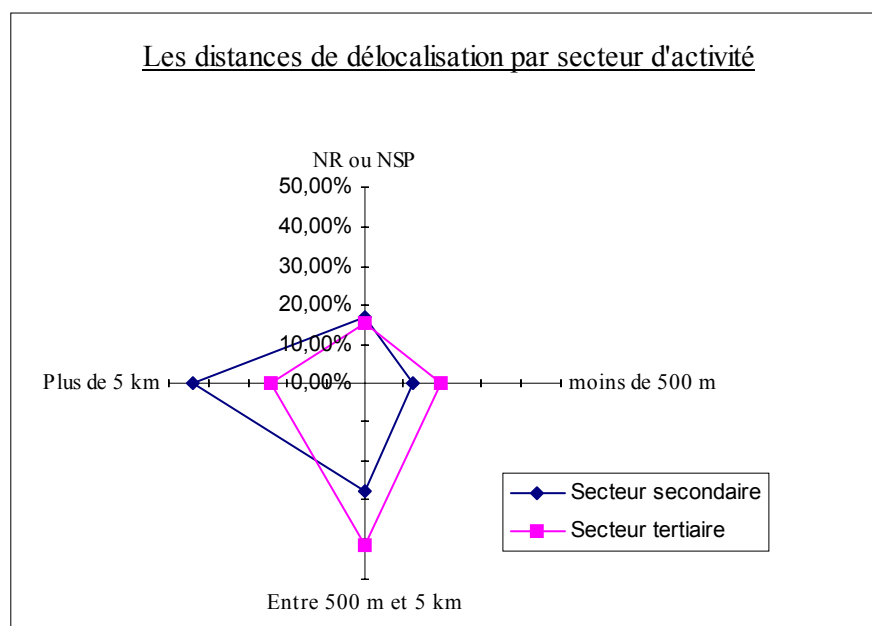 Les distances de délocalisation par secteur d'activité
NR ou NSP
50,00%
40,00%
30,00%
20,00%
10,00%
0,00%
Plus de 5 km
moins de 500 m
Secteur secondaire
Secteur tertiaire
Entre 500 m et 5 km